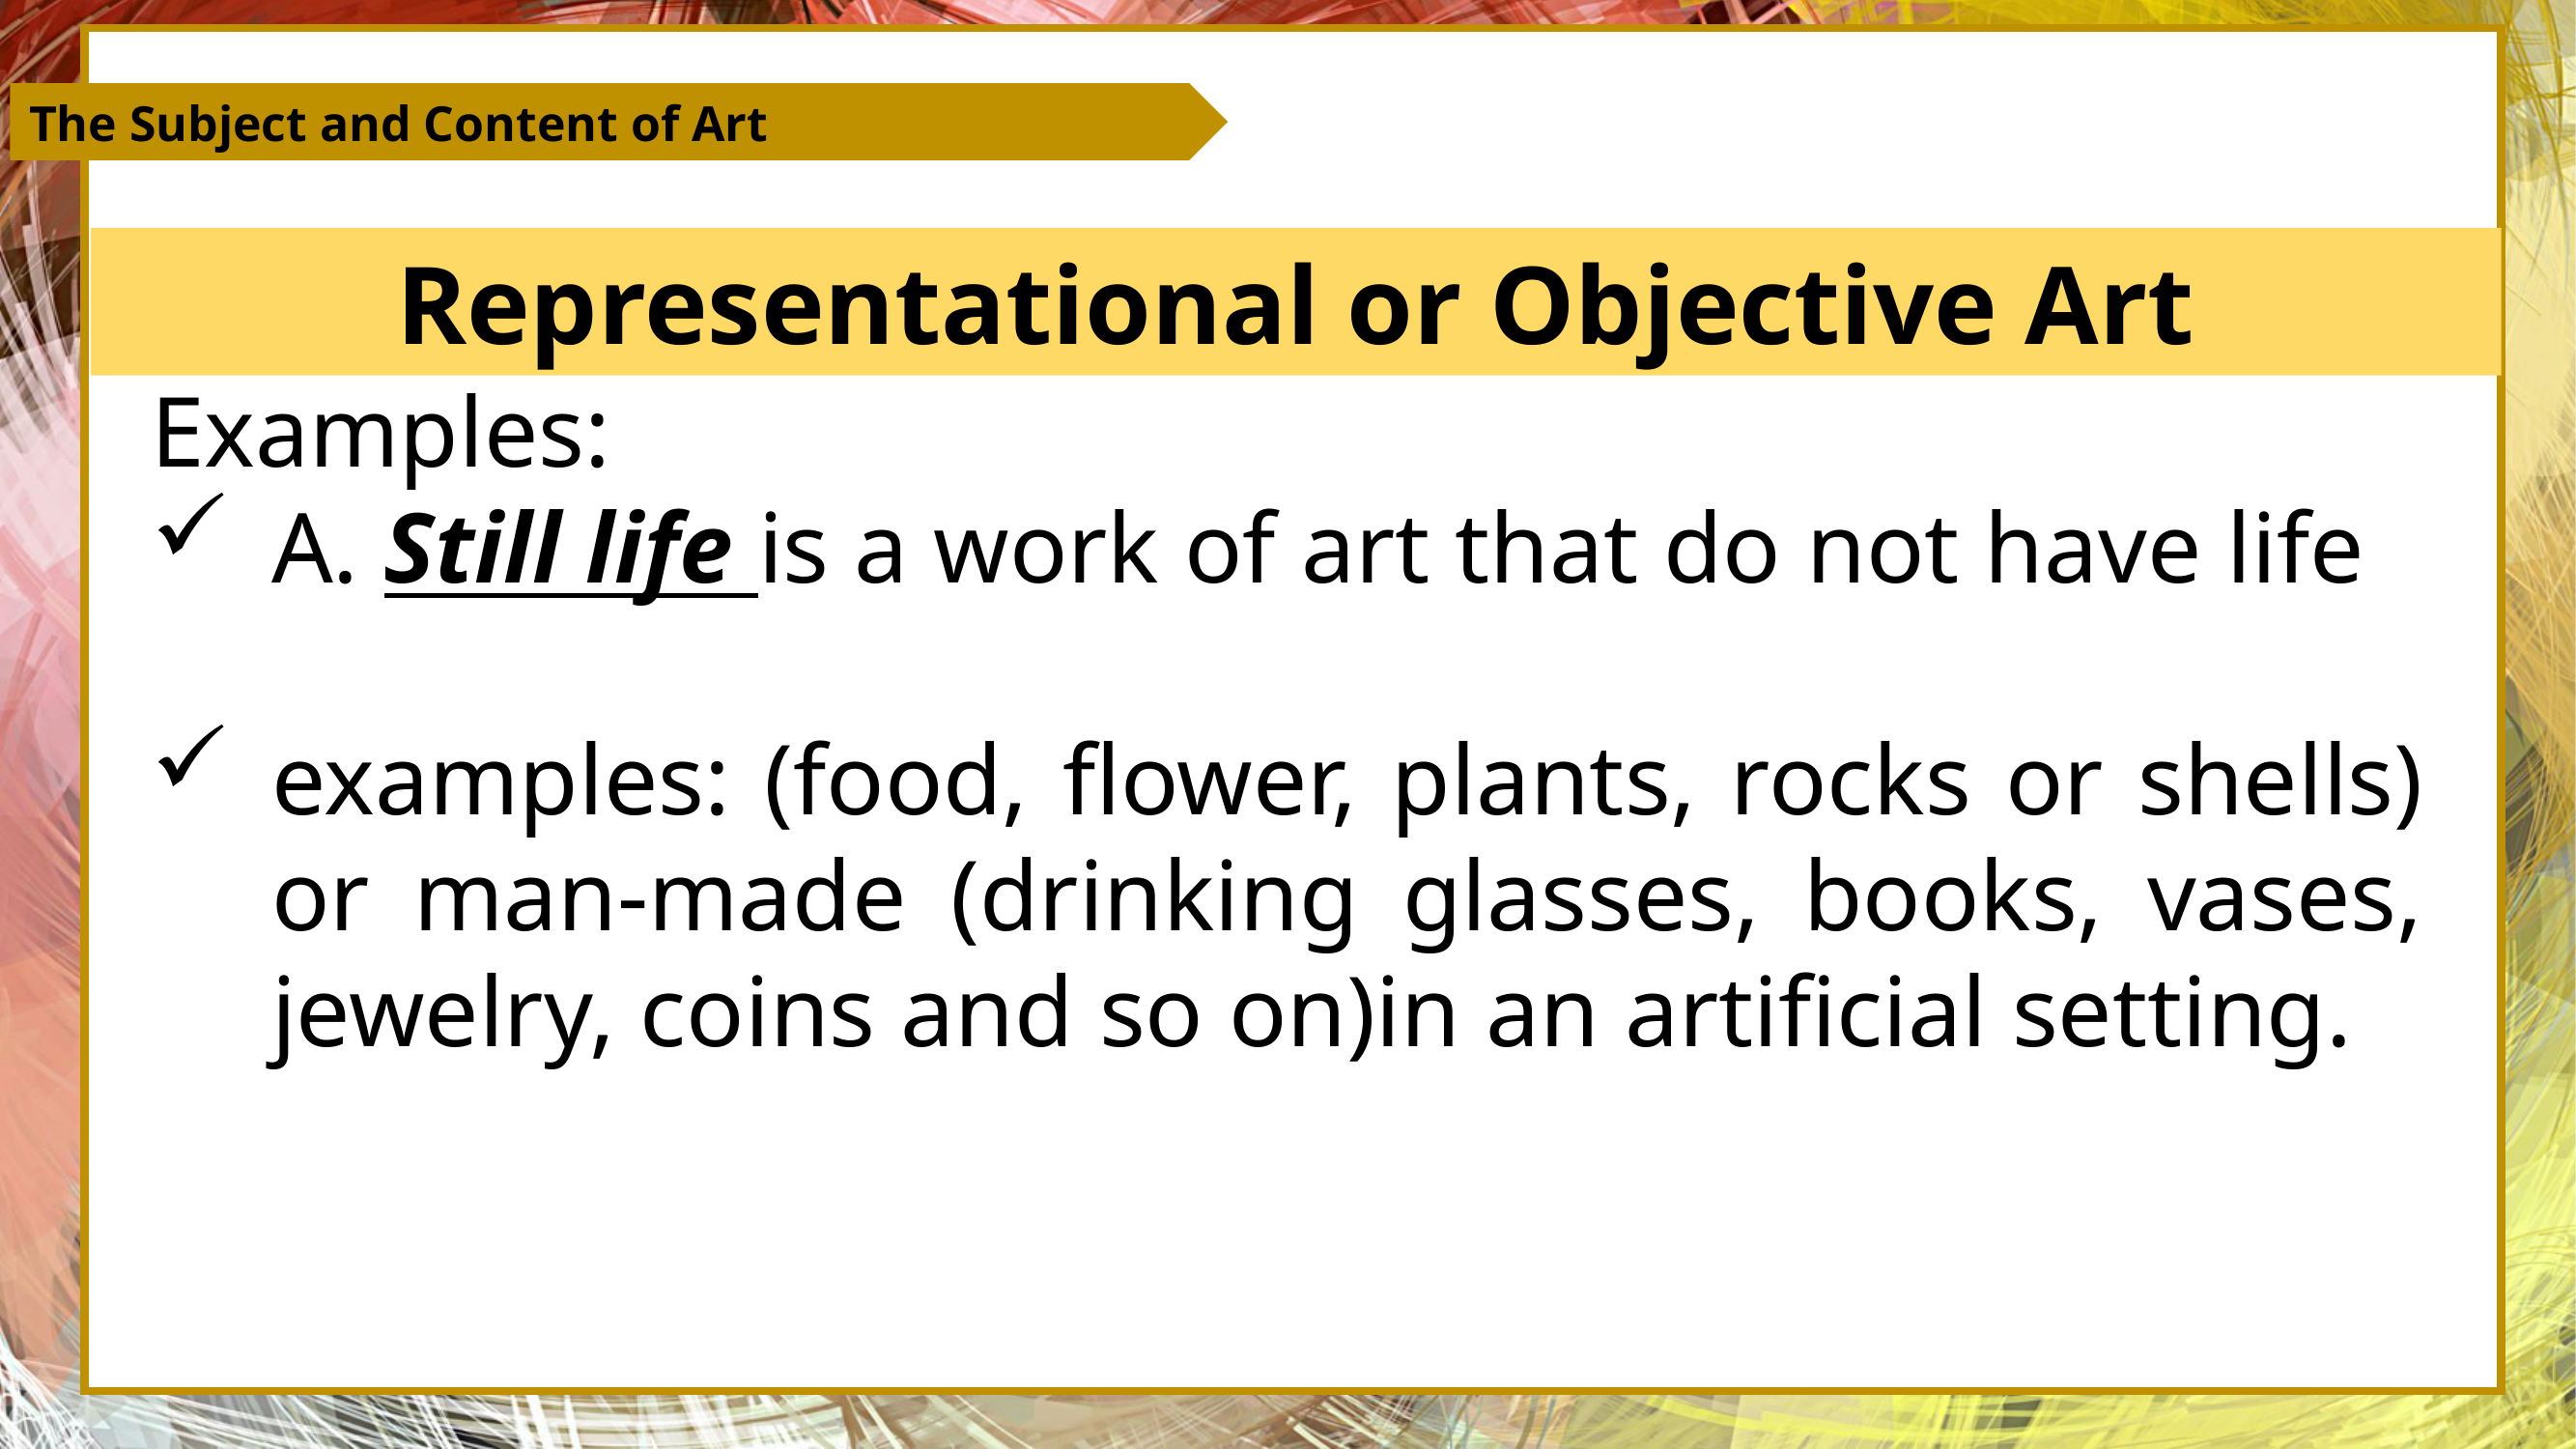 The Subject and Content of Art
Representational or Objective Art
Examples:
✓ A. Still life is a work of art that do not have life
✓ examples: (food, flower, plants, rocks or shells)
or man-made (drinking glasses, books, vases,
jewelry, coins and so on)in an artificial setting.